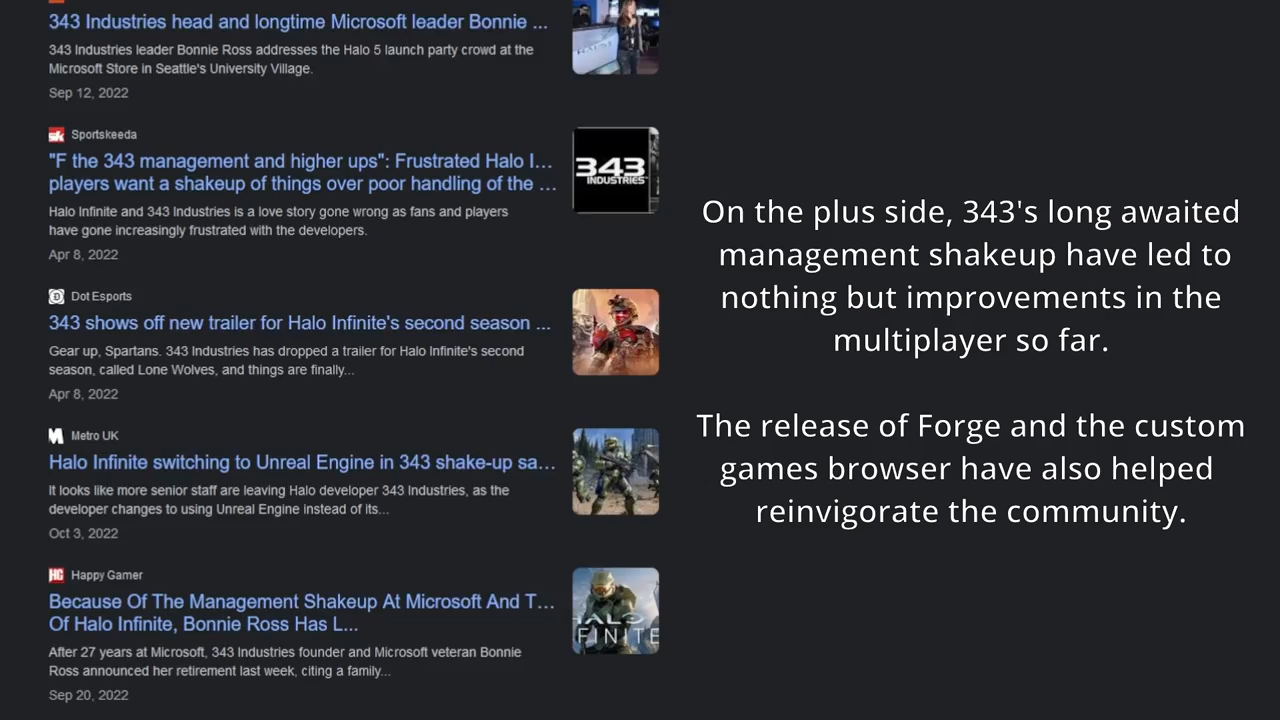 343 Industries head and longtime Microsoft leader Bonnie ...
343 Industries leader Bonnie Ross addresses the Halo 5 launch party crowd at the
Microsoft Store in Seattle's University Village.
Sep 12, 2022
sk Sportskeeda
"F the 343 management and higher ups": Frustrated Halo I...
players want a shakeup of things over poor handling of the ...
Halo Infinite and 343 Industries is a love story gone wrong as fans and players
have gone increasingly frustrated with the developers.
Apr 8, 2022
343
INDUSTRIES
Dot Esports
343 shows off new trailer for Halo Infinite's second season ...
Gear up, Spartans. 343 Industries has dropped a trailer for Halo Infinite's second
season, called Lone Wolves, and things are finally...
Apr 8, 2022
M Metro UK
Halo Infinite switching to Unreal Engine in 343 shake-up sa...
It looks like more senior staff are leaving Halo developer 343 Industries, as the
developer changes to using Unreal Engine instead of its...
Oct 3, 2022
HG Happy Gamer
Because Of The Management Shakeup At Microsoft And T...
Of Halo Infinite, Bonnie Ross Has L...
After 27 years at Microsoft, 343 Industries founder and Microsoft veteran Bonnie
Ross announced her retirement last week, citing a family...
Sep 20, 2022
HALO
FINITE
On the plus side, 343's long awaited
management shakeup have led to
nothing but improvements in the
multiplayer so far.
The release of Forge and the custom
games browser have also helped
reinvigorate the community.